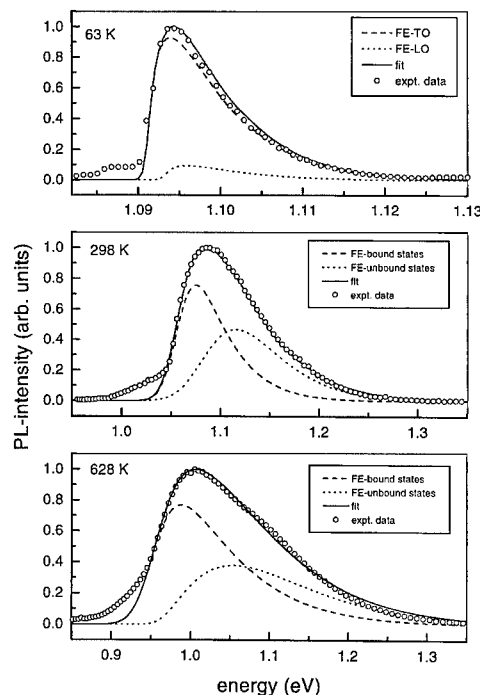 63 K
FE-TO
FE-LO
fit
expt. data
1.0
0.8
0.6
0.4
0.2
0.0
1.09
1.10
1.11
1.12
1.13
298 K
FE-bound states
FE-unbound states
fit
expt. data
1.0
0.8
0.6
0.4
0.2
0.0
1.0
1.1
1.2
1.3
PL-intensity (arb. units)
628 K
FE-bound states
FE-unbound states
fit
expt. data
1.0
0.8
0.6
0.4
0.2
0.0
0.9
1.0
1.1
1.2
1.3
energy (eV)